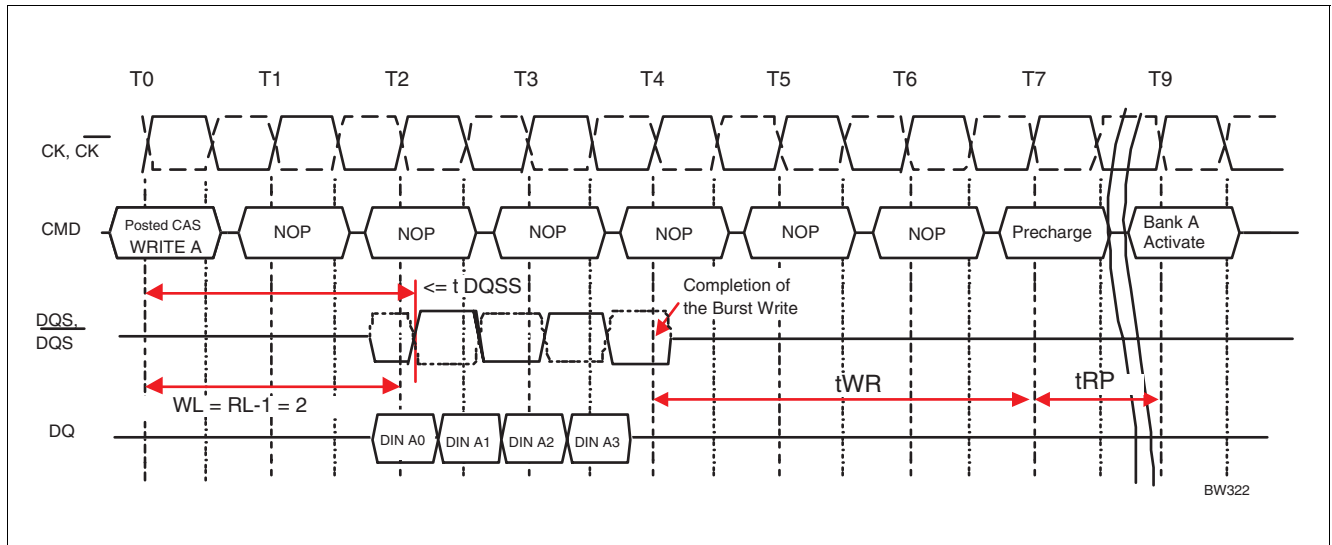 T0 T1 T2 T3 T4 T5 T6 T7 T9
CK, CK
CMD
Posted CAS
WRITE A
NOP
NOP
NOP
NOP
NOP
NOP
Precharge
Bank A
Activate
<= t DQSS
Completion of
the Burst Write
DQS,
DQS
WL = RL-1 = 2
tWR
tRP
DQ
DIN A0
DIN A1
DIN A2
DIN A3
BW322